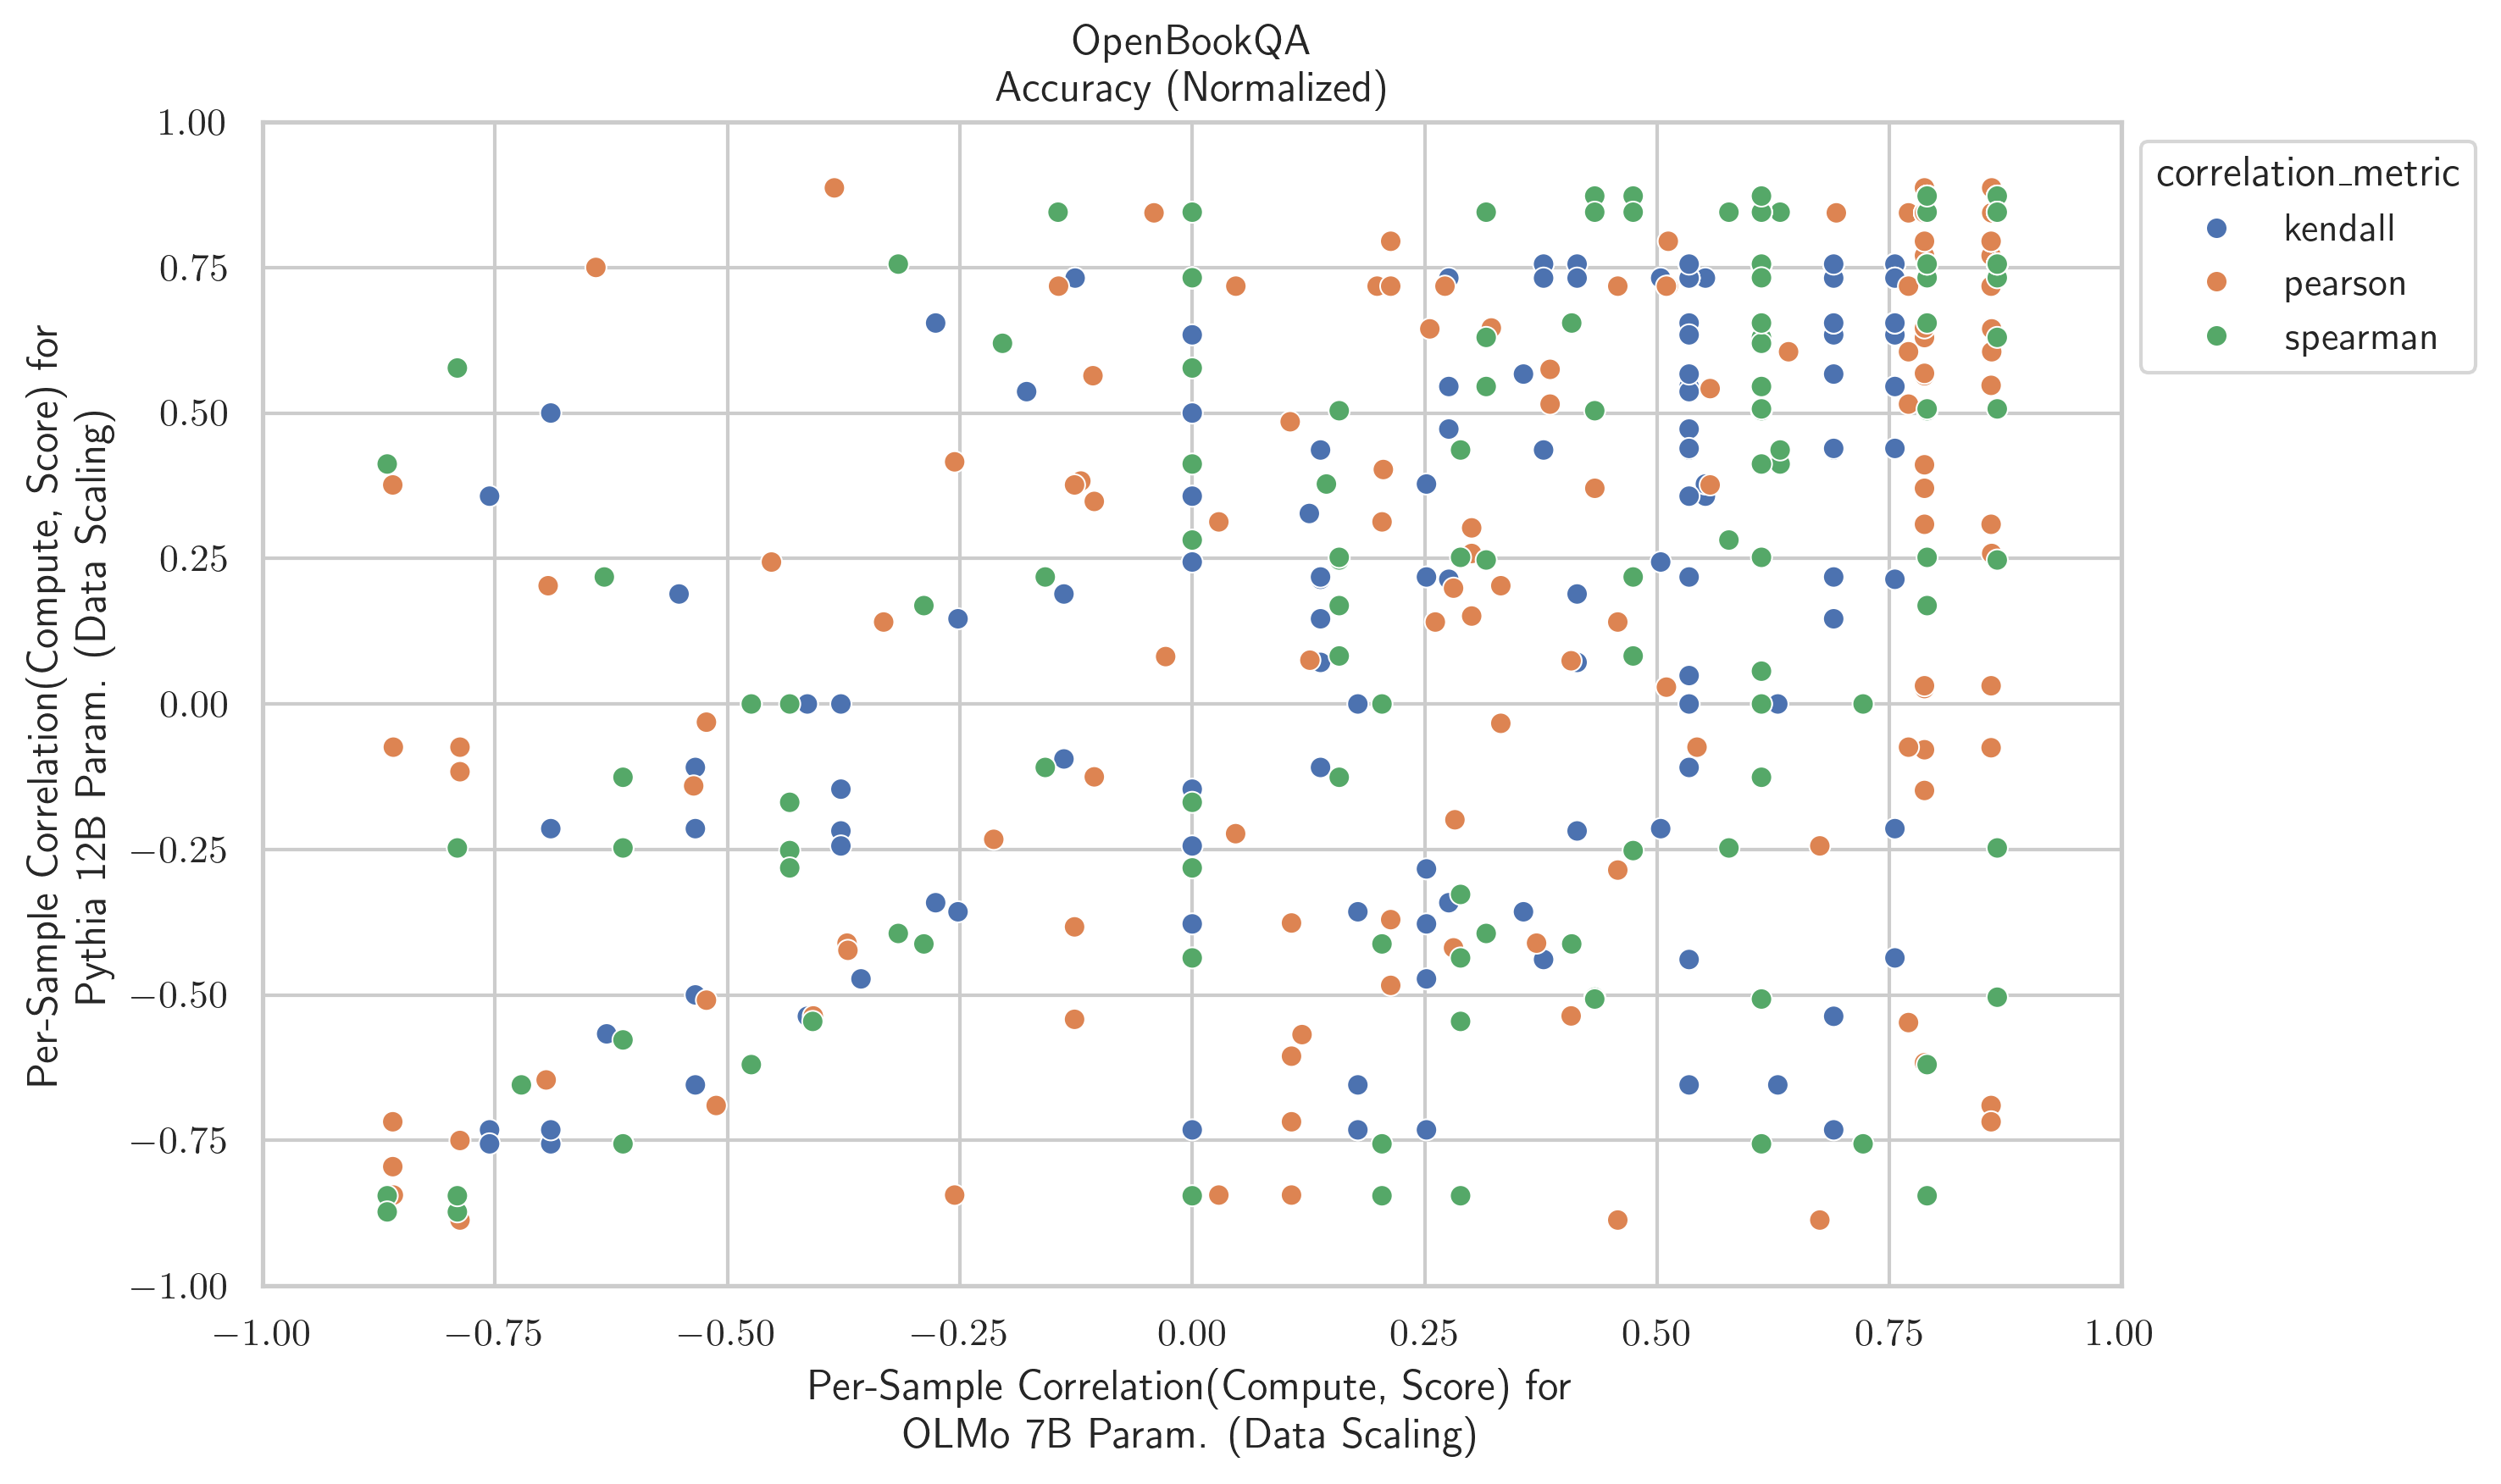 OpenBookQA
Accuracy (Normalized)
1.00
0.75
0.50
0.25
0.00
−0.25
−0.50
−0.75
−1.00
Per-Sample Correlation(Compute, Score) for
Pythia 12B Param. (Data Scaling)
−1.00 −0.75 −0.50 −0.25 0.00 0.25 0.50 0.75 1.00
Per-Sample Correlation(Compute, Score) for
OLMo 7B Param. (Data Scaling)
correlation_metric
kendall
pearson
spearman